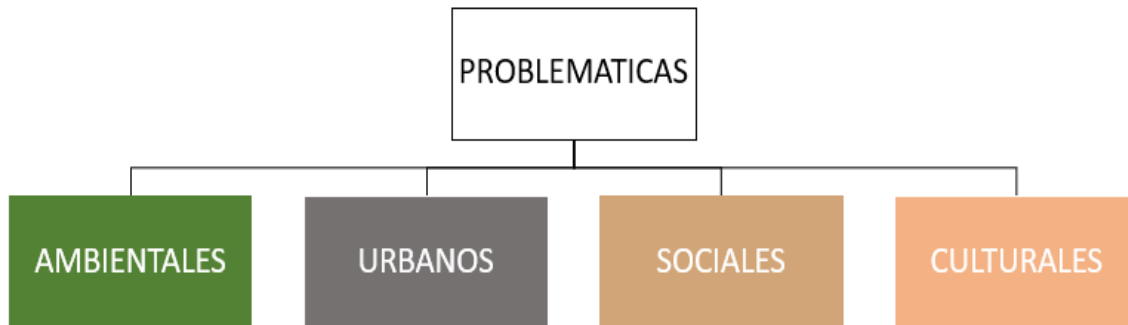 PROBLEMATICAS
AMBIENTALES
URBANOS
SOCIALES
CULTURALES